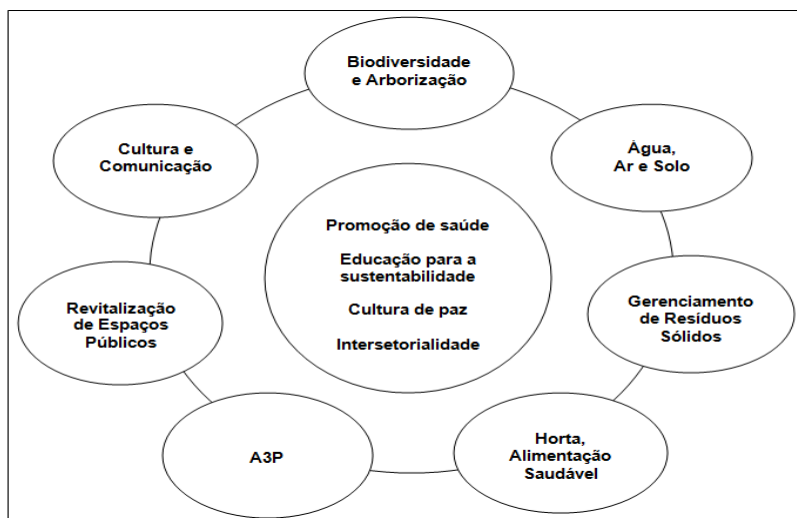 Biodiversidade
e Arborização
Água,
Ar e Solo
Gerenciamento
de Resíduos
Sólidos
Horta,
Alimentação
Saudável
A3P
Revitalização
de Espaços
Públicos
Cultura e
Comunicação
Promoção de saúde
Educação para a
sustentabilidade
Cultura de paz
Intersetorialidade